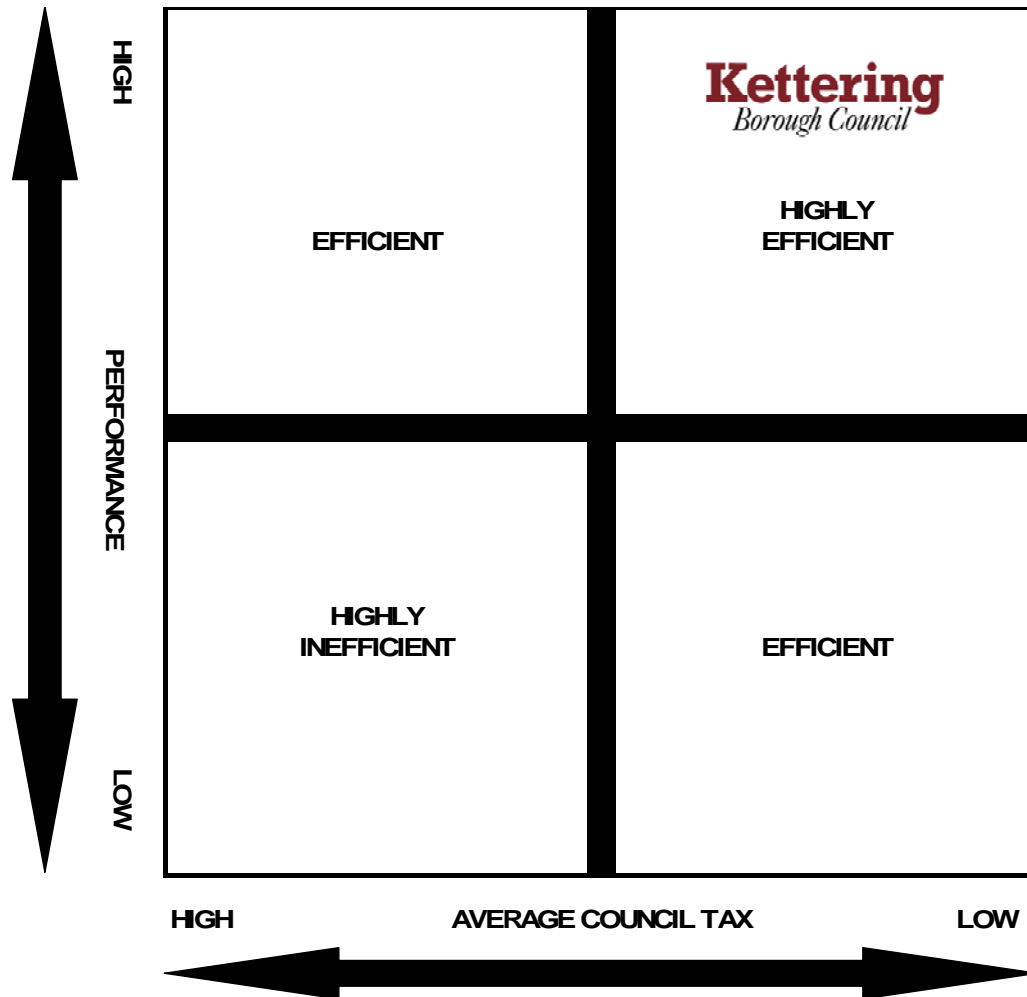 HIGH
Kettering
Borough Council
EFFICIENT
HIGHLY
EFFICIENT
PERFORMANCE
HIGHLY
INEFFICIENT
EFFICIENT
LOW
HIGH
AVERAGE COUNCIL TAX
LOW